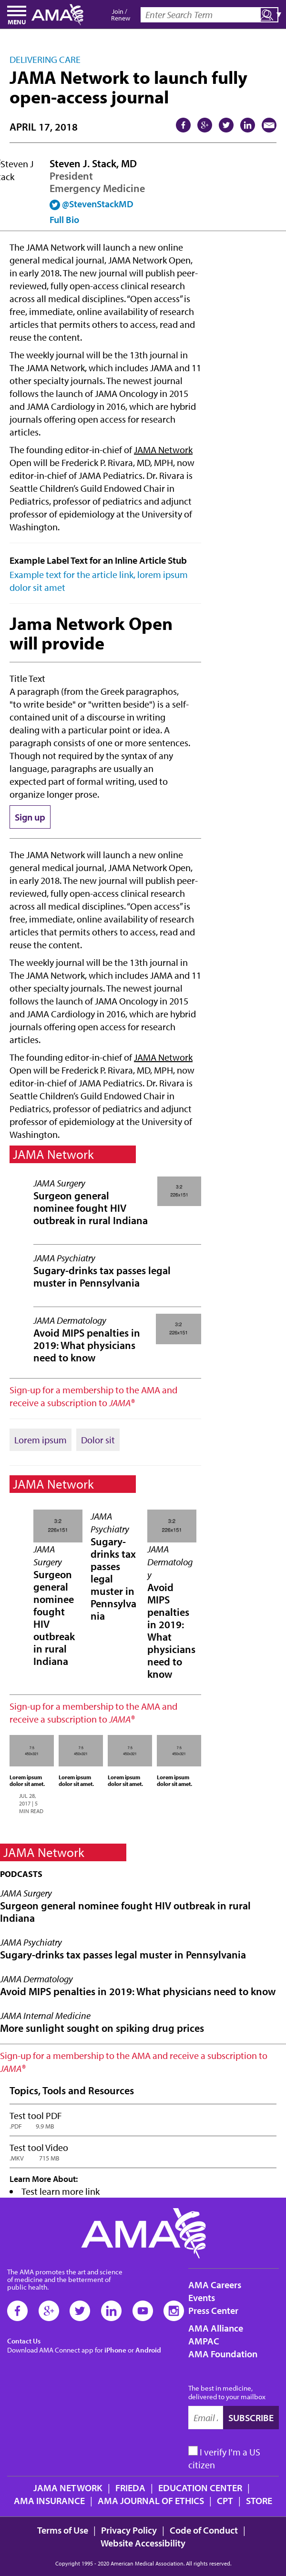 MENU
AMA
Join /
Renew
Enter Search Term
DELIVERING CARE
JAMA Network to launch fully
open-access journal
APRIL 17, 2018
Steven J
ack
Steven J. Stack, MD
President
Emergency Medicine
@StevenStackMD
Full Bio
The JAMA Network will launch a new online
general medical journal, JAMA Network Open,
in early 2018. The new journal will publish peer-
reviewed, fully open-access clinical research
across all medical disciplines. “Open access” is
free, immediate, online availability of research
articles that permits others to access, read and
reuse the content.
The weekly journal will be the 13th journal in
The JAMA Network, which includes JAMA and 11
other specialty journals. The newest journal
follows the launch of JAMA Oncology in 2015
and JAMA Cardiology in 2016, which are hybrid
journals offering open access for research
articles.
The founding editor-in-chief of JAMA Network
Open will be Frederick P. Rivara, MD, MPH, now
editor-in-chief of JAMA Pediatrics. Dr. Rivara is
Seattle Children’s Guild Endowed Chair in
Pediatrics, professor of pediatrics and adjunct
professor of epidemiology at the University of
Washington.
Example Label Text for an Inline Article Stub
Example text for the article link, lorem ipsum
dolor sit amet
Jama Network Open
will provide
Title Text
A paragraph (from the Greek paragraphos,
"to write beside" or "written beside") is a self-
contained unit of a discourse in writing
dealing with a particular point or idea. A
paragraph consists of one or more sentences.
Though not required by the syntax of any
language, paragraphs are usually an
expected part of formal writing, used to
organize longer prose.
Sign up
The JAMA Network will launch a new online
general medical journal, JAMA Network Open,
in early 2018. The new journal will publish peer-
reviewed, fully open-access clinical research
across all medical disciplines. “Open access” is
free, immediate, online availability of research
articles that permits others to access, read and
reuse the content.
The weekly journal will be the 13th journal in
The JAMA Network, which includes JAMA and 11
other specialty journals. The newest journal
follows the launch of JAMA Oncology in 2015
and JAMA Cardiology in 2016, which are hybrid
journals offering open access for research
articles.
The founding editor-in-chief of JAMA Network
Open will be Frederick P. Rivara, MD, MPH, now
editor-in-chief of JAMA Pediatrics. Dr. Rivara is
Seattle Children’s Guild Endowed Chair in
Pediatrics, professor of pediatrics and adjunct
professor of epidemiology at the University of
Washington.
JAMA Network
JAMA Surgery
Surgeon general
nominee fought HIV
outbreak in rural Indiana
3:2
226x151
JAMA Psychiatry
Sugary-drinks tax passes legal
muster in Pennsylvania
JAMA Dermatology
Avoid MIPS penalties in
2019: What physicians
need to know
3:2
226x151
Sign-up for a membership to the AMA and
receive a subscription to JAMA®
Lorem ipsum
Dolor sit
JAMA Network
3:2
226x151
JAMA
Surgery
Surgeon
general
nominee
fought
HIV
outbreak
in rural
Indiana
JAMA
Psychiatry
Sugary-
drinks tax
passes
legal
muster in
Pennsylva
nia
3:2
226x151
JAMA
Dermatolog
y
Avoid
MIPS
penalties
in 2019:
What
physicians
need to
know
Sign-up for a membership to the AMA and
receive a subscription to JAMA®
Lorem ipsum
dolor sit amet.
JUL 28,
2017 | 5
MIN READ
Lorem ipsum
dolor sit amet.
Lorem ipsum
dolor sit amet.
Lorem ipsum
dolor sit amet.
JAMA Network
PODCASTS
JAMA Surgery
Surgeon general nominee fought HIV outbreak in rural
Indiana
JAMA Psychiatry
Sugary-drinks tax passes legal muster in Pennsylvania
JAMA Dermatology
Avoid MIPS penalties in 2019: What physicians need to know
JAMA Internal Medicine
More sunlight sought on spiking drug prices
Sign-up for a membership to the AMA and receive a subscription to
JAMA®
Topics, Tools and Resources
Test tool PDF
.PDF 9.9 MB
Test tool Video
.MKV 715 MB
Learn More About:
Test learn more link
AMA
The AMA promotes the art and science
of medicine and the betterment of
public health.
Contact Us
Download AMA Connect app for iPhone or Android
AMA Careers
Events
Press Center
AMA Alliance
AMPAC
AMA Foundation
The best in medicine,
delivered to your mailbox
Email
SUBSCRIBE
I verify I'm a US
citizen
JAMA NETWORK | FRIEDA | EDUCATION CENTER |
AMA INSURANCE | AMA JOURNAL OF ETHICS | CPT | STORE
Terms of Use | Privacy Policy | Code of Conduct |
Website Accessibility
Copyright 1995 - 2020 American Medical Association. All rights reserved.